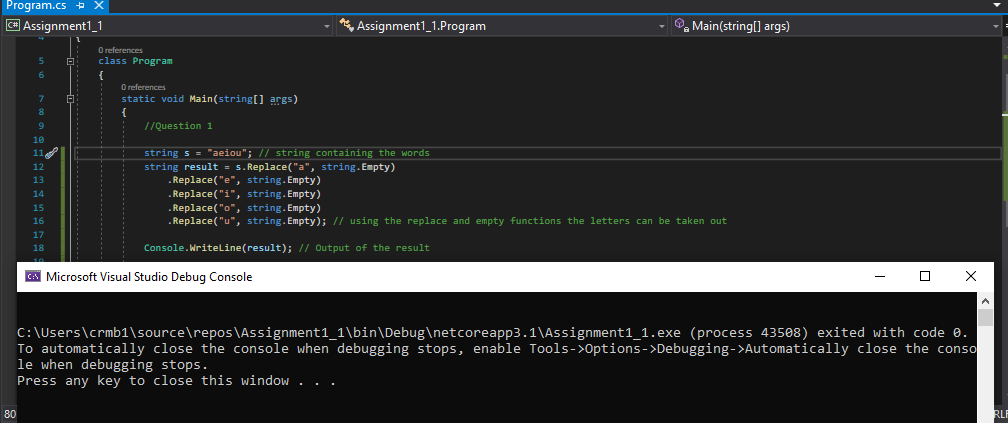 Program.cs
C# Assignment1_1 Assignment1_1.Program Main(string[] args)
4 {
0 references
5 class Program
6 {
0 references
7 static void Main(string[] args)
8 {
9 //Question 1
10
11 string s = "aeiou"; // string containing the words
12 string result = s.Replace("a", string.Empty)
13 .Replace("e", string.Empty)
14 .Replace("i", string.Empty)
15 .Replace("o", string.Empty)
16 .Replace("u", string.Empty); // using the replace and empty functions the letters can be taken out
17
18 Console.WriteLine(result); // Output of the result
C:\ Microsoft Visual Studio Debug Console
C:\Users\crmb1\source\repos\Assignment1_1\bin\Debug\netcoreapp3.1\Assignment1_1.exe (process 43508) exited with code 0.
To automatically close the console when debugging stops, enable Tools->Options->Debugging->Automatically close the conso
le when debugging stops.
Press any key to close this window . . .
80